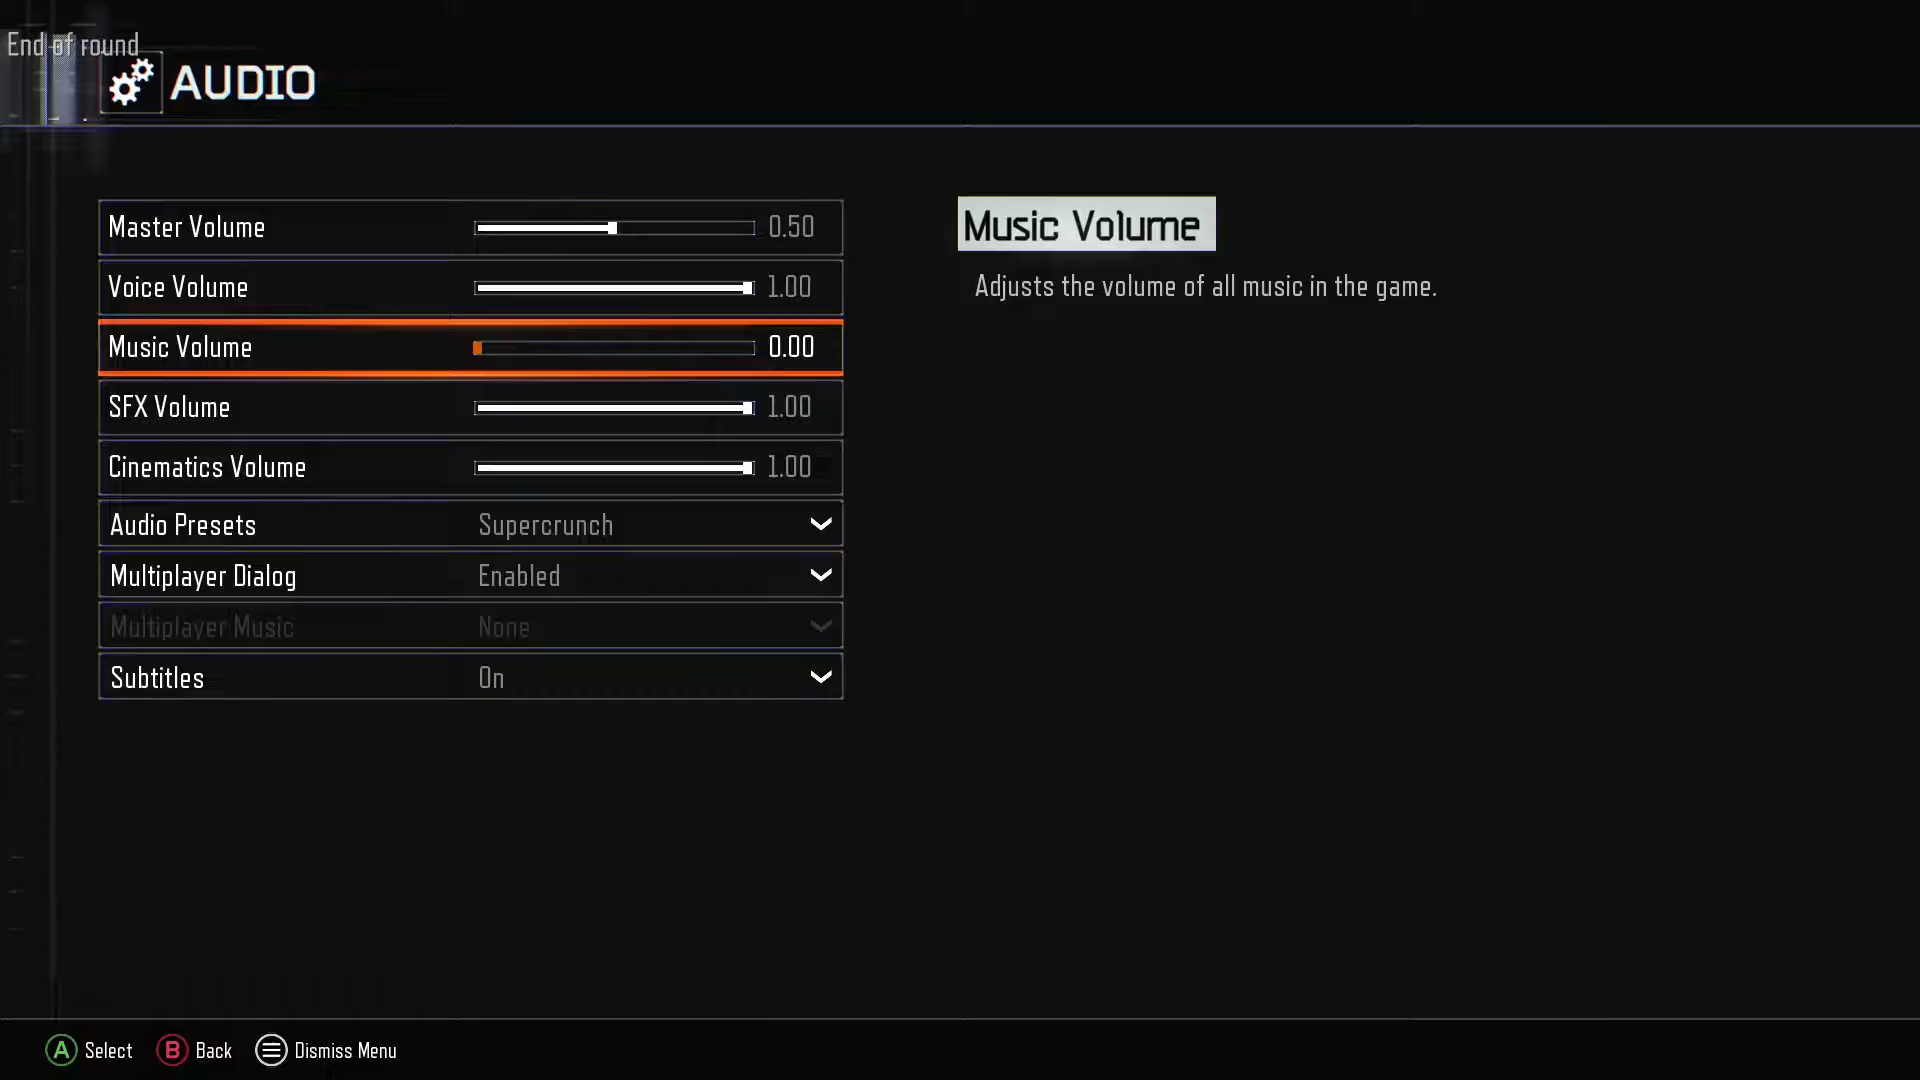 End of round
AUDIO
Master Volume 0.50
Music Volume
Voice Volume 1.00
Adjusts the volume of all music in the game.
Music Volume 0.00
SFX Volume 1.00
Cinematics Volume 1.00
Audio Presets Supercrunch
Multiplayer Dialog Enabled
Multiplayer Music None
Subtitles On
A Select B Back Dismiss Menu